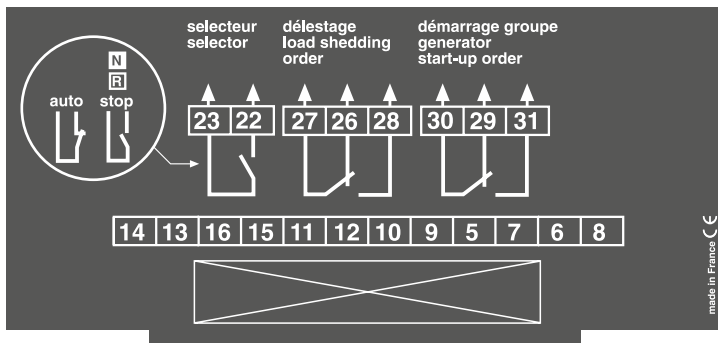 selecteur
selector
délestage
load shedding
order
démarrage groupe
generator
start-up order
N
R
auto stop
23 22
27 26 28
30 29 31
14 13 16 15 11 12 10 9 5 7 6 8
made in France CE